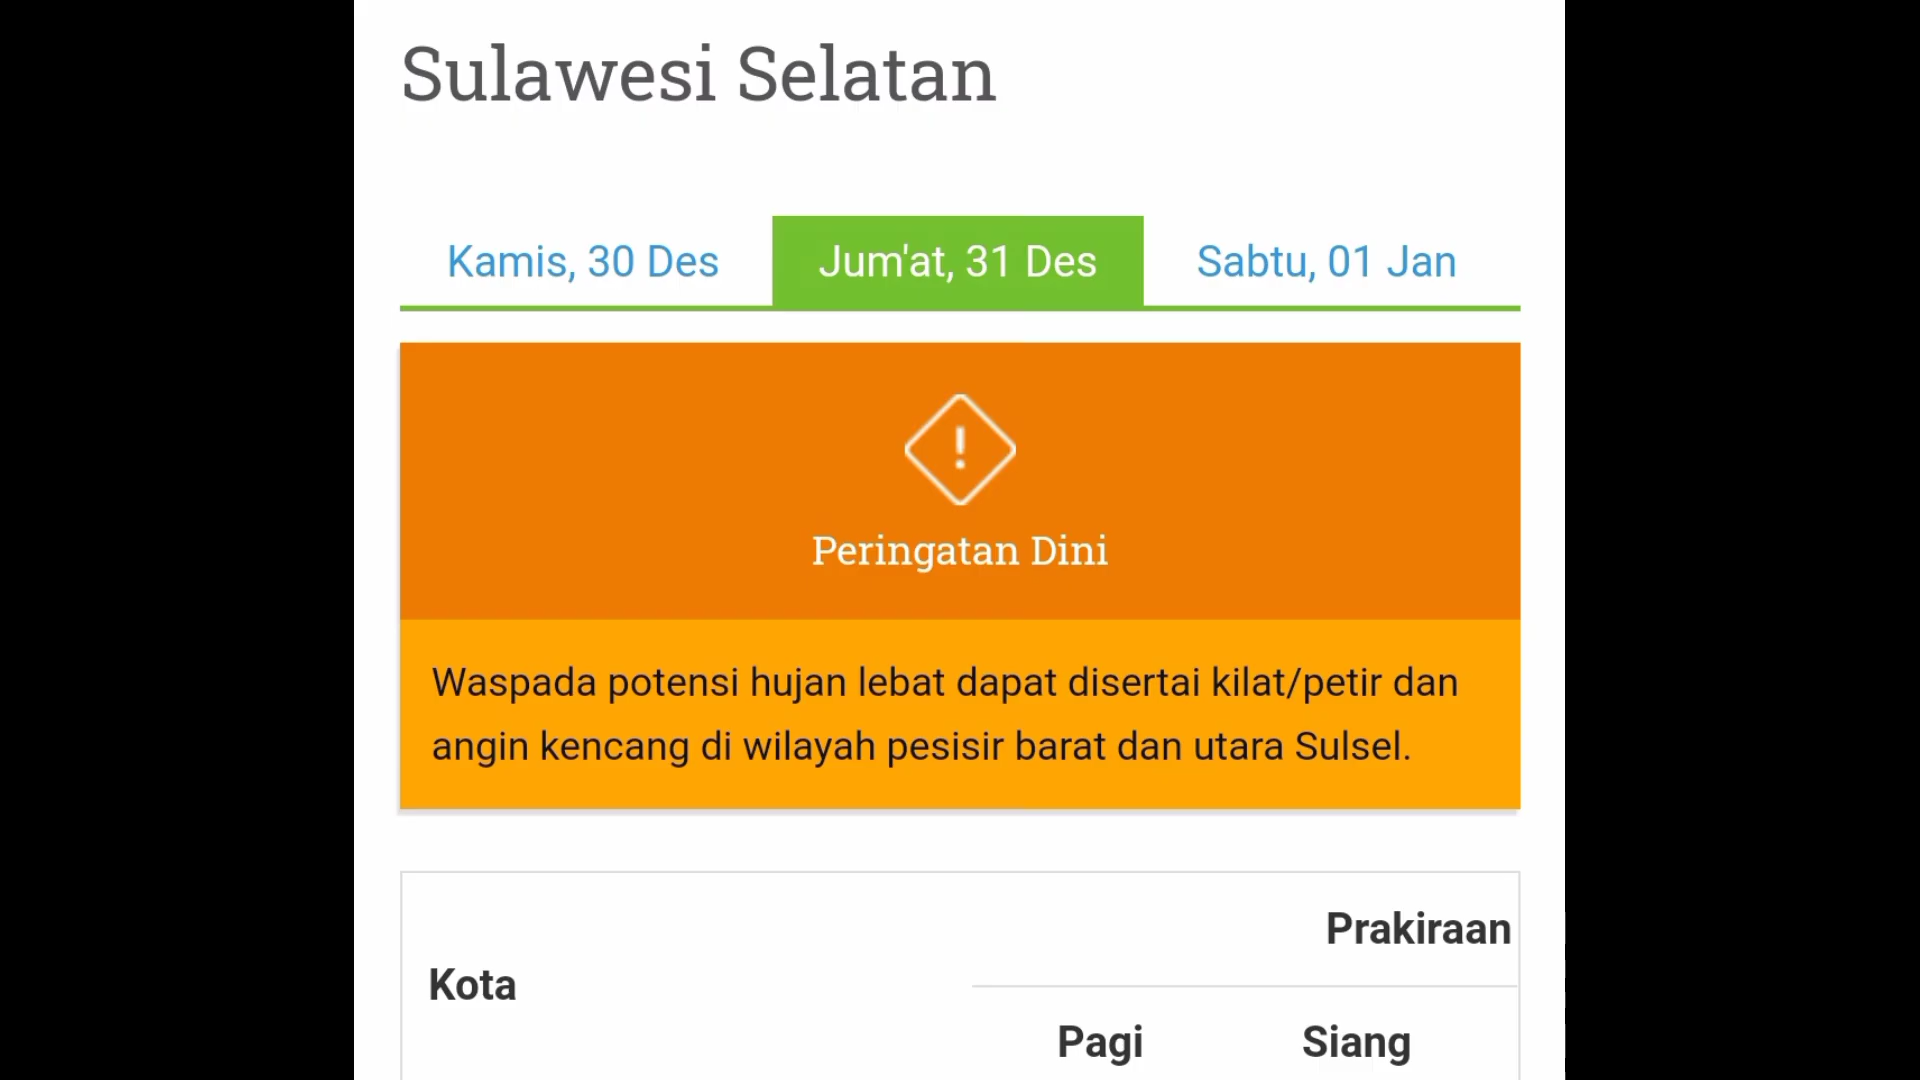 Sulawesi Selatan
Kamis, 30 Des
Jum'at, 31 Des
Sabtu, 01 Jan
!
Peringatan Dini
Waspada potensi hujan lebat dapat disertai kilat/petir dan
angin kencang di wilayah pesisir barat dan utara Sulsel.
Prakiraan
Kota
Pagi
Siang